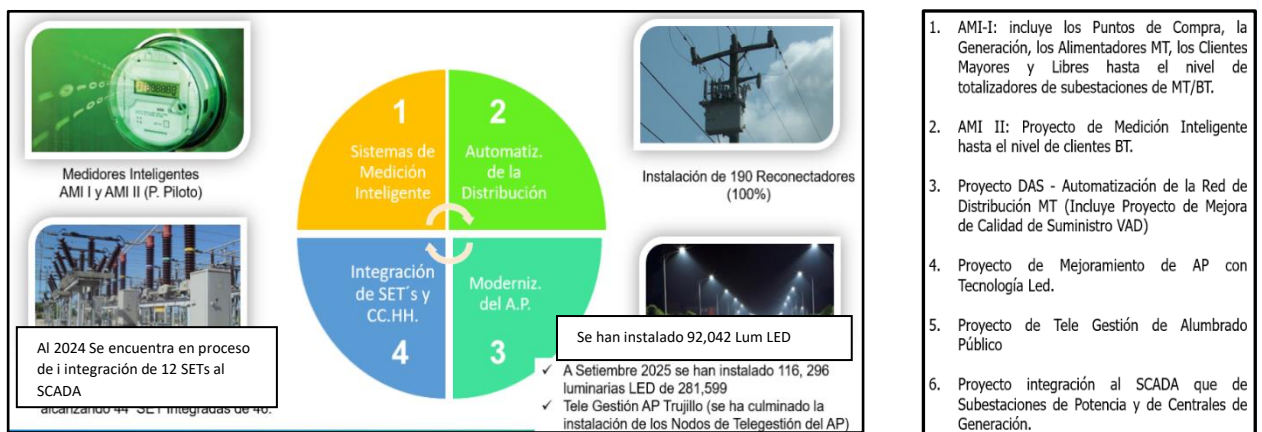 1
Sistemas de
Medición
Inteligente
2
Automatiz.
de la
Distribución
Medidores Inteligentes
AMI I y AMI II (P. Piloto)
Instalación de 190 Reconectadores
(100%)
Integración
de SET´s y
CC.HH.
4
Moderniz.
del A.P.
3
Al 2024 Se encuentra en proceso
de i integración de 12 SETs al
SCADA
alcanzando 44 SET integradas de 46.
Se han instalado 92,042 Lum LED
✓ A Setiembre 2025 se han instalado 116, 296
luminarias LED de 281,599
✓ Tele Gestión AP Trujillo (se ha culminado la
instalación de los Nodos de Telegestión del AP)
1. AMI-I: incluye los Puntos de Compra, la
Generación, los Alimentadores MT, los Clientes
Mayores y Libres hasta el nivel de
totalizadores de subestaciones de MT/BT.
2. AMI II: Proyecto de Medición Inteligente
hasta el nivel de clientes BT.
3. Proyecto DAS - Automatización de la Red de
Distribución MT (Incluye Proyecto de Mejora
de Calidad de Suministro VAD)
4. Proyecto de Mejoramiento de AP con
Tecnología Led.
5. Proyecto de Tele Gestión de Alumbrado
Público
6. Proyecto integración al SCADA que de
Subestaciones de Potencia y de Centrales de
Generación.